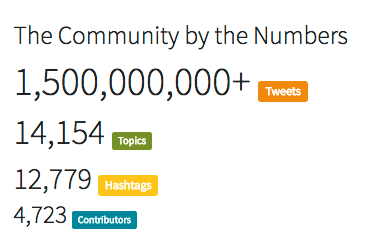 The Community by the Numbers
1,500,000,000+ Tweets
14,154 Topics
12,779 Hashtags
4,723 Contributors